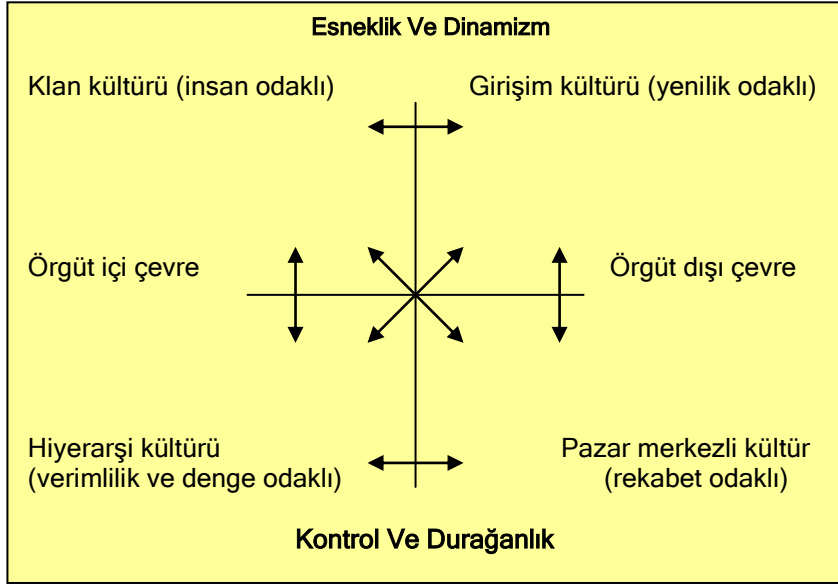 Esneklik Ve Dinamizm
Klan kültürü (insan odaklı)
Girişim kültürü (yenilik odaklı)
Örgüt içi çevre
Örgüt dışı çevre
Hiyerarşi kültürü
(verimlilik ve denge odaklı)
Pazar merkezli kültür
(rekabet odaklı)
Kontrol Ve Durağanlık